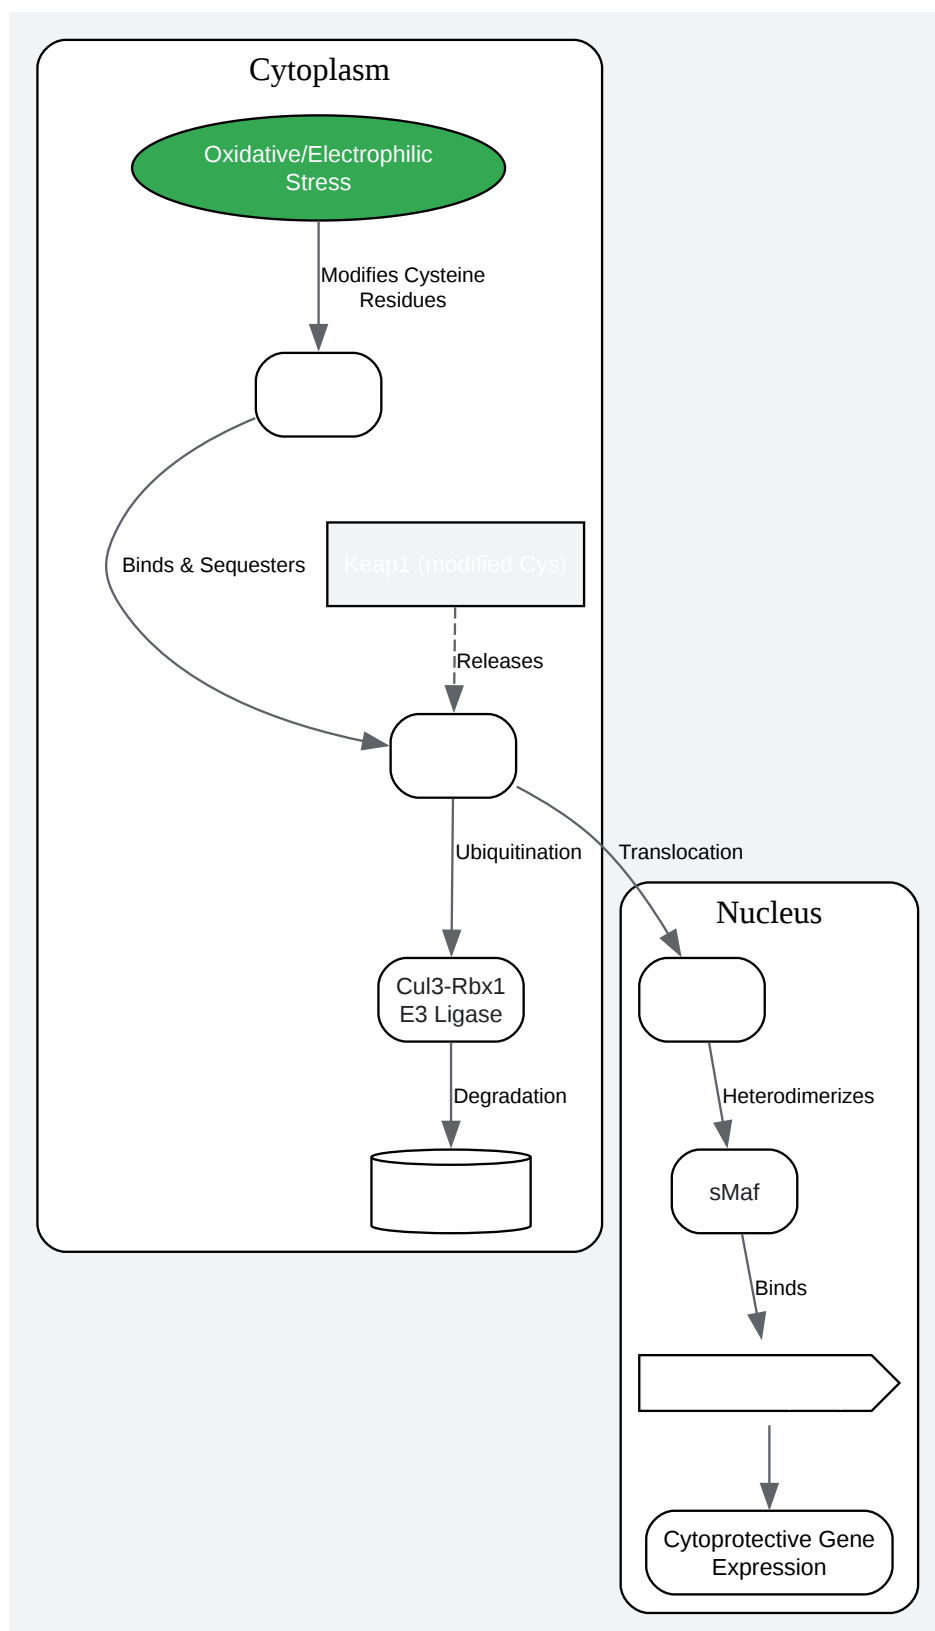 Cytoplasm
Oxidative/Electrophilic
Stress
Modifies Cysteine
Residues
Binds & Sequesters
Keap1 (modified Cys)
Releases
Ubiquitination
Translocation
Nucleus
Cul3-Rbx1
E3 Ligase
Degradation
Heterodimerizes
sMaf
Binds
Cytoprotective Gene
Expression